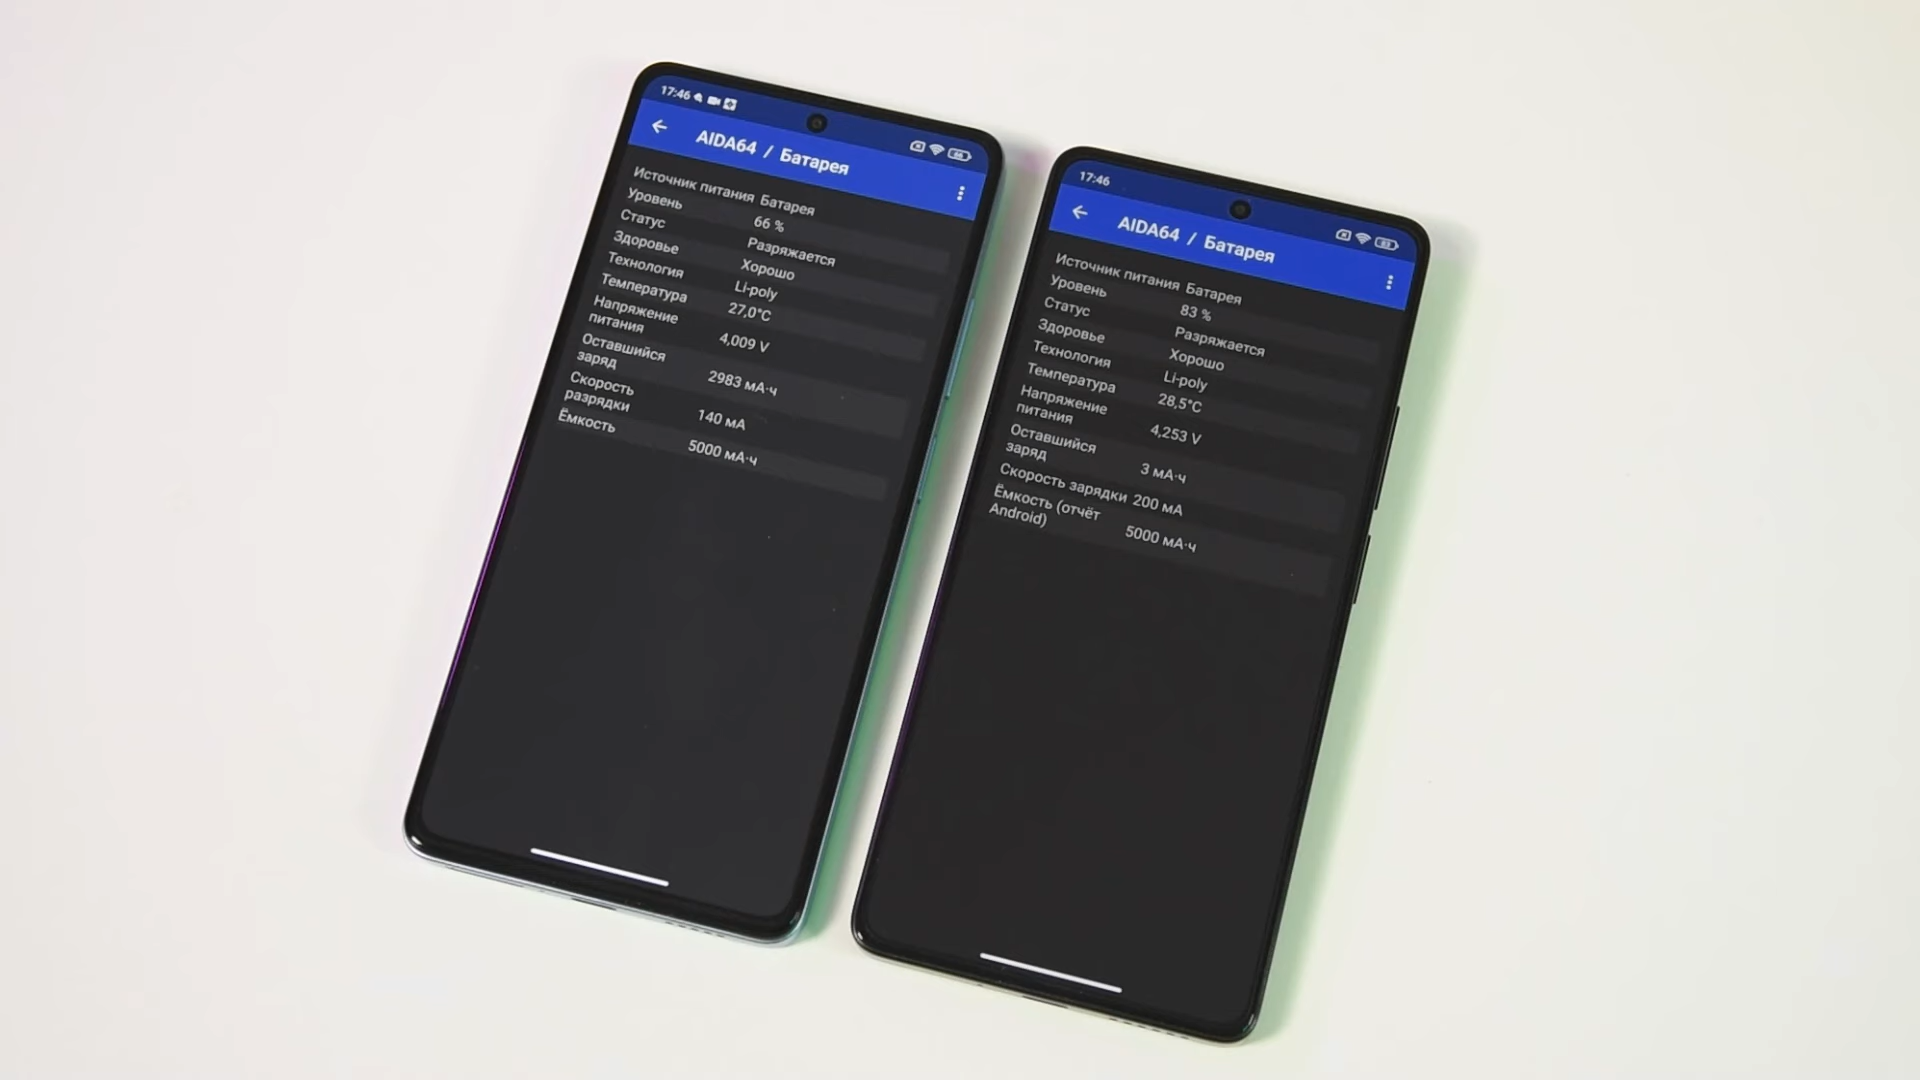 17:46
66
AIDA64 / Батарея
Источник питания Батарея
Уровень 66 %
Статус Разряжается
Здоровье Хорошо
Технология Li-poly
Температура 27,0°C
Напряжение
питания 4,009 V
Оставшийся
заряд 2983 мА·ч
Скорость
разрядки 140 мА
Ёмкость 5000 мА·ч
17:46
83
AIDA64 / Батарея
Источник питания Батарея
Уровень 83 %
Статус Разряжается
Здоровье Хорошо
Технология Li-poly
Температура 28,5°C
Напряжение
питания 4,253 V
Оставшийся
заряд 3 мА·ч
Скорость зарядки 200 мА
Ёмкость (отчёт
Android) 5000 мА·ч